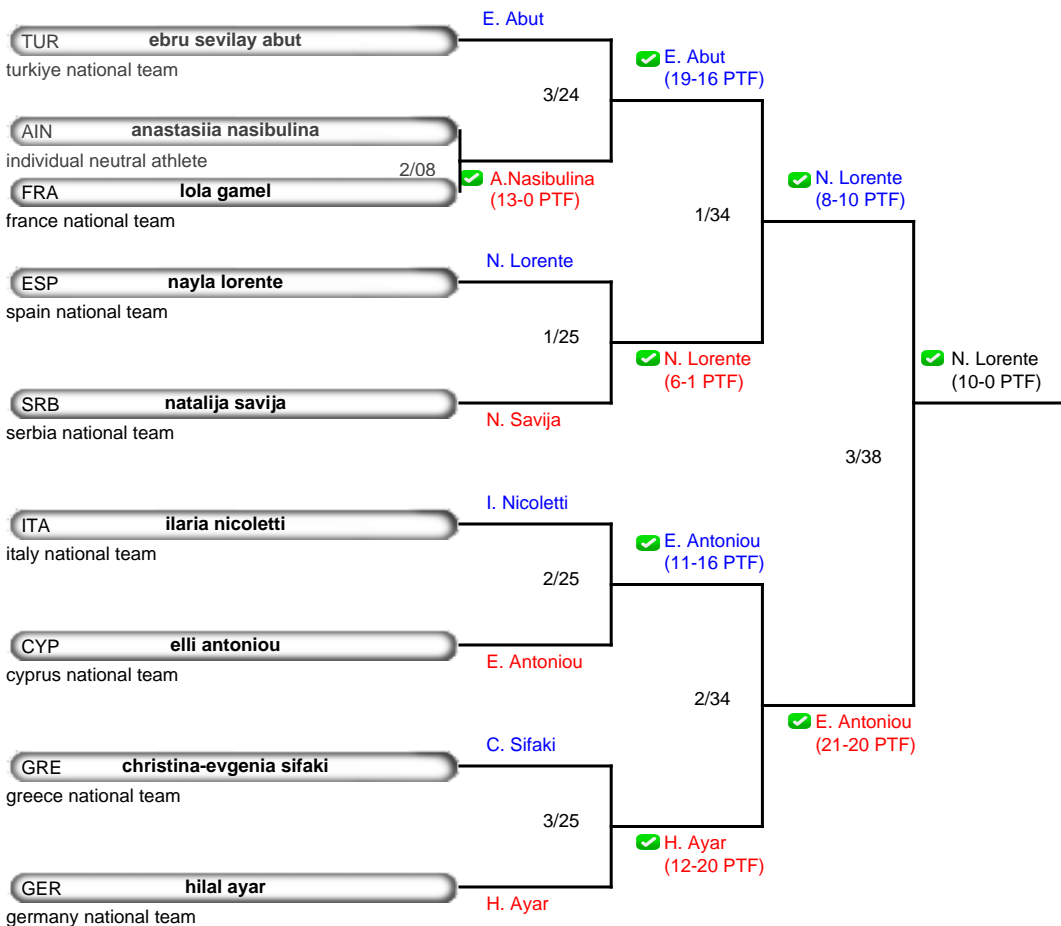 E. Abut
TUR ebru sevilay abut
turkiye national team
E. Abut
(19-16 PTF)
3/24
AIN anastasiia nasibulina
individual neutral athlete
2/08
A.Nasibulina
(13-0 PTF)
FRA lola gamel
france national team
N. Lorente
(8-10 PTF)
1/34
N. Lorente
ESP nayla lorente
spain national team
1/25
N. Lorente
(6-1 PTF)
N. Lorente
(10-0 PTF)
SRB natalija savija
serbia national team
N. Savija
3/38
I. Nicoletti
ITA ilaria nicoletti
italy national team
E. Antoniou
(11-16 PTF)
2/25
CYP elli antoniou
cyprus national team
E. Antoniou
2/34
E. Antoniou
(21-20 PTF)
C. Sifaki
GRE christina-evgenia sifaki
greece national team
3/25
H. Ayar
(12-20 PTF)
GER hilal ayar
germany national team
H. Ayar